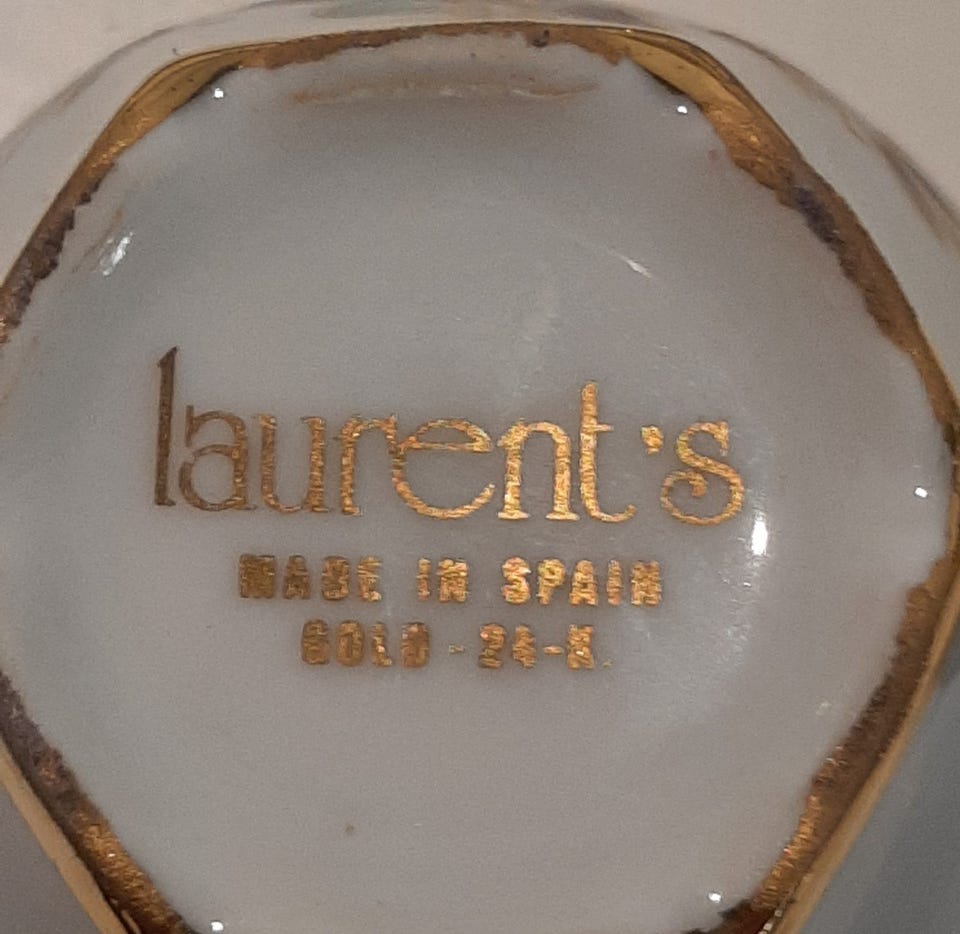 laurent's
MADE IN SPAIN
GOLD-24-K.